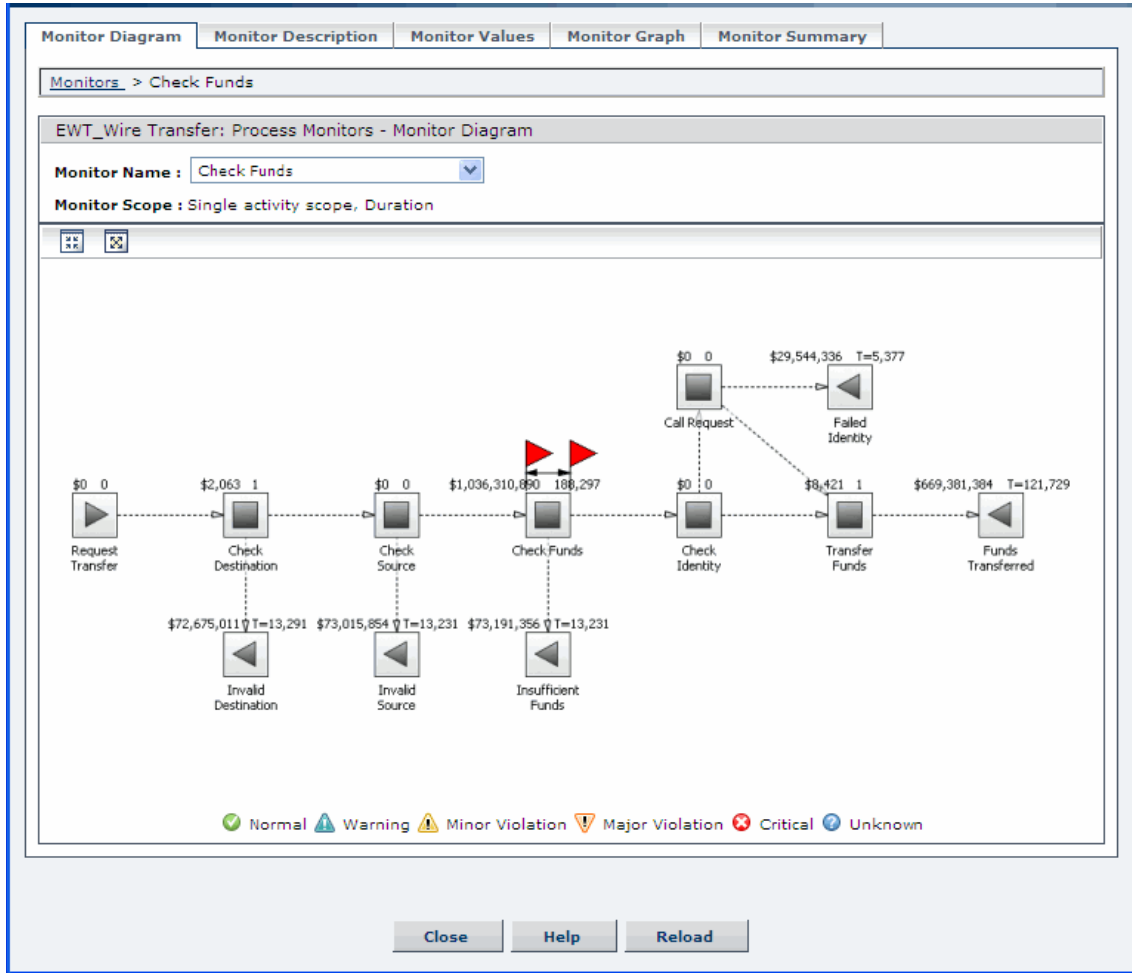 Monitor Diagram
Monitor Description
Monitor Values
Monitor Graph
Monitor Summary
Monitors > Check Funds
EWT_Wire Transfer: Process Monitors - Monitor Diagram
Monitor Name : Check Funds
Monitor Scope : Single activity scope, Duration
$0 0
$29,544,336 T=5,377
Call Request
Failed
Identity
$0 0
$2,063 1
$0 0
$1,036,310,890 188,297
$0 0
$8,421 1
$669,381,384 T=121,729
Request
Transfer
Check
Destination
Check
Source
Check Funds
Check
Identity
Transfer
Funds
Funds
Transferred
$72,675,011 T=13,291
$73,015,854 T=13,231
$73,191,356 T=13,231
Invalid
Destination
Invalid
Source
Insufficient
Funds
Normal
Warning
Minor Violation
Major Violation
Critical
Unknown
Close
Help
Reload